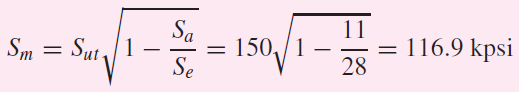 S_m = S_ut √(1 − S_a/S_e) = 150√(1 − 11/28) = 116.9 kpsi